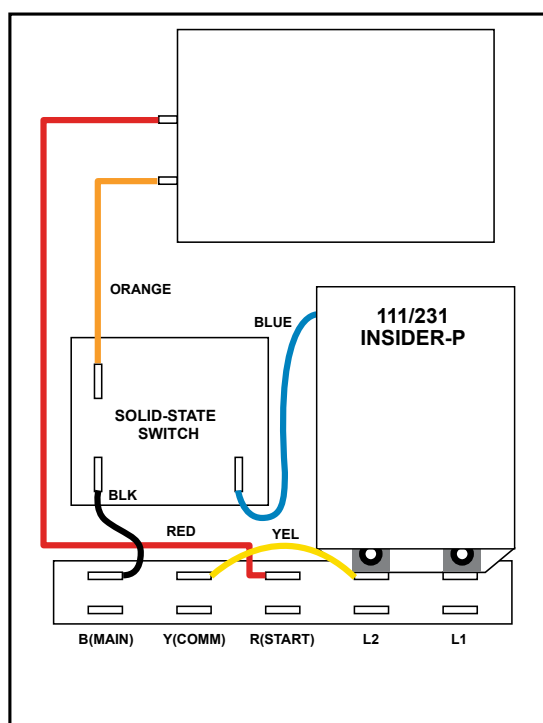 ORANGE
BLUE
111/231
INSIDER-P
SOLID-STATE
SWITCH
BLK
RED
YEL
B(MAIN)
Y(COMM)
R(START)
L2
L1